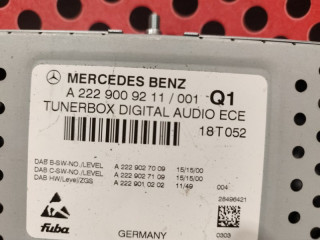 MERCEDES BENZ
A 222 900 92 11 / 001 Q1
TUNERBOX DIGITAL AUDIO ECE
18T052
DAB B-SW-NO./LEVEL A 222 902 70 09 15/15/00
DAB C-SW-NO./LEVEL A 222 902 71 09 15/15/00
DAB HW/Level/ZGS A 222 901 02 02 11/49 004
28496421
fuba GERMANY 0303